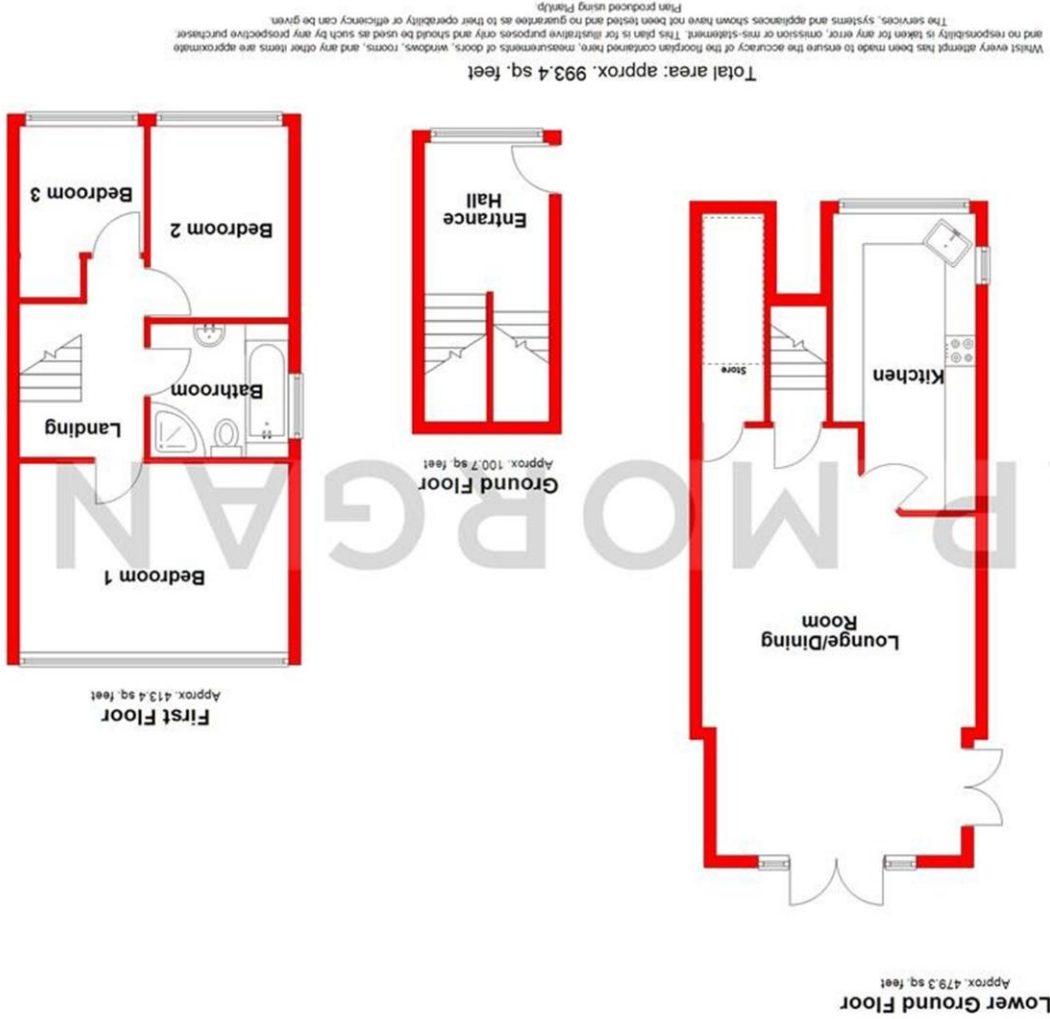 Lower Ground Floor
Approx. 479.3 sq. feet
Lounge/Dining
Room
Kitchen
Store
Ground Floor
Approx. 100.7 sq. feet
Entrance
Hall
First Floor
Approx. 413.4 sq. feet
Bedroom 1
Landing
Bathroom
Bedroom 2
Bedroom 3
P MORGAN
Total area: approx. 993.4 sq. feet
Whilst every attempt has been made to ensure the accuracy of the floorplan contained here, measurements of doors, windows, rooms, and any other items are approximate
and no responsibility is taken for any error, omission or mis-statement. This plan is for illustrative purposes only and should be used as such by any prospective purchaser.
The services, systems and appliances shown have not been tested and no guarantee as to their operability or efficiency can be given.
Plan produced using PlanUp.